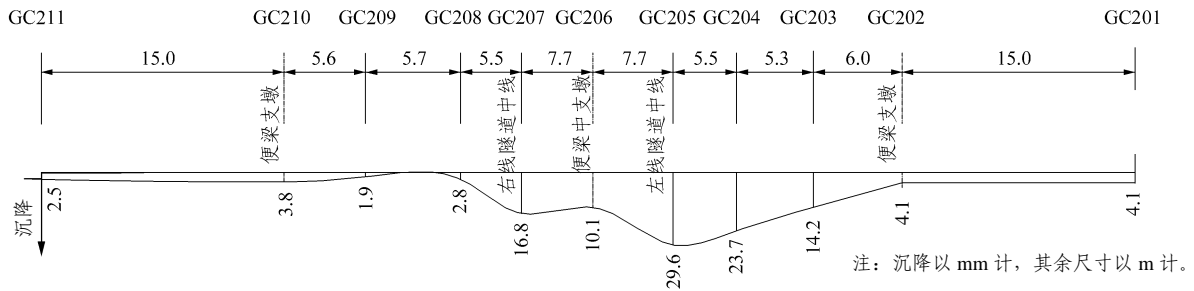 GC211 GC210 GC209 GC208 GC207 GC206 GC205 GC204 GC203 GC202 GC201
15.0 5.6 5.7 5.5 7.7 7.7 5.5 5.3 6.0 15.0
便梁支墩
右线隧道中线
便梁中支墩
左线隧道中线
便梁支墩
沉降
2.5 3.8 1.9 2.8 16.8 10.1 29.6 23.7 14.2 4.1 4.1
注：沉降以 mm 计，其余尺寸以 m 计。